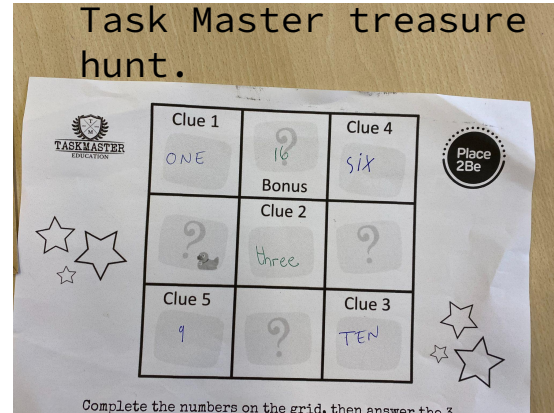 Task Master treasure
hunt.
TM
TASKMASTER
EDUCATION
Place
2Be
Clue 1
ONE
?
16
Bonus
Clue 4
SiX
?
Clue 2
three
?
Clue 5
9
?
Clue 3
TEN
Complete the numbers on the grid, then answer the 3